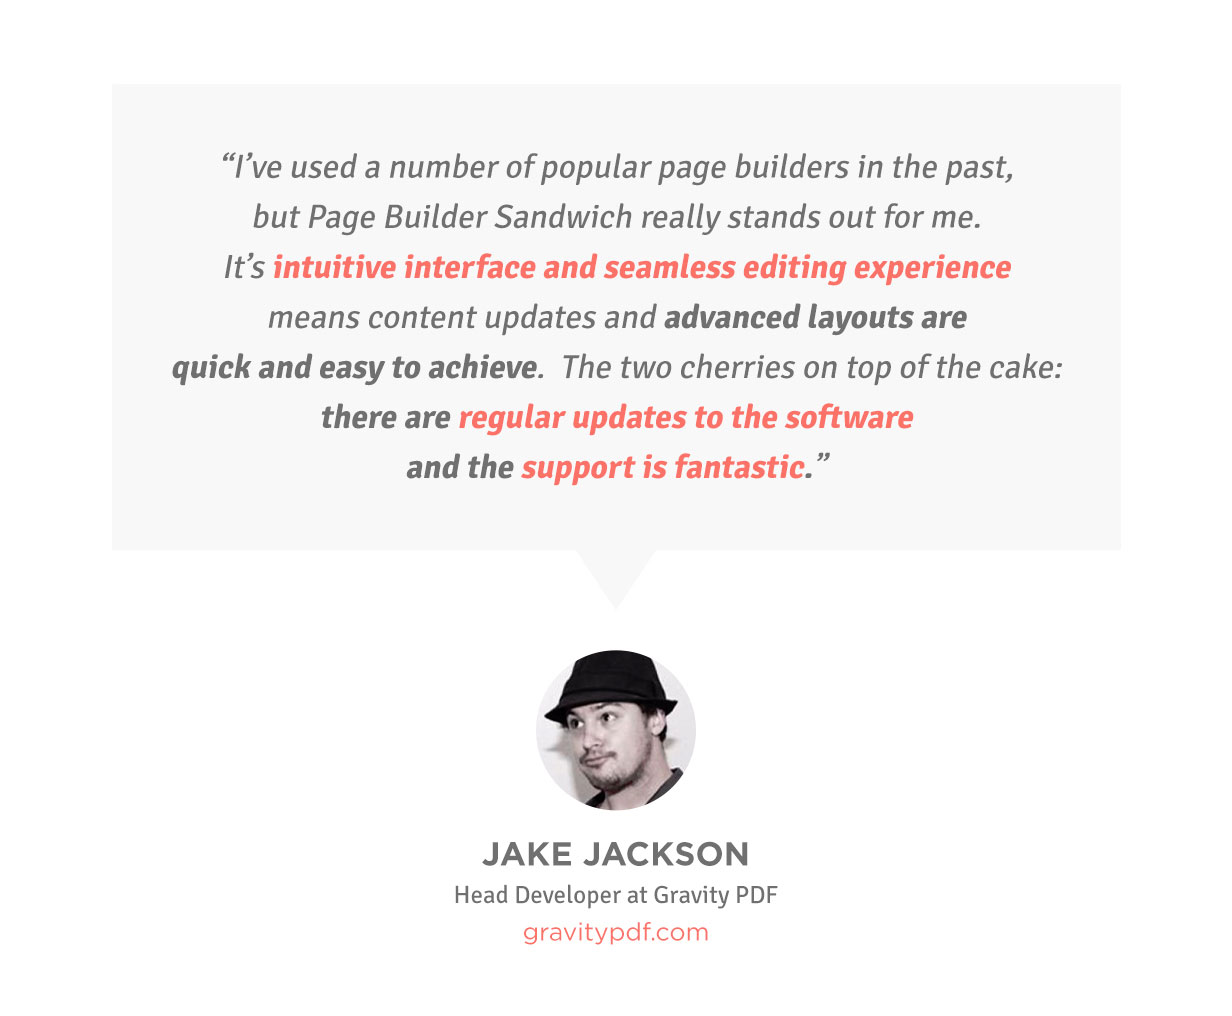 “I’ve used a number of popular page builders in the past,
but Page Builder Sandwich really stands out for me.
It’s intuitive interface and seamless editing experience
means content updates and advanced layouts are
quick and easy to achieve.  The two cherries on top of the cake:
there are regular updates to the software
and the support is fantastic.”
JAKE JACKSON
Head Developer at Gravity PDF
gravitypdf.com